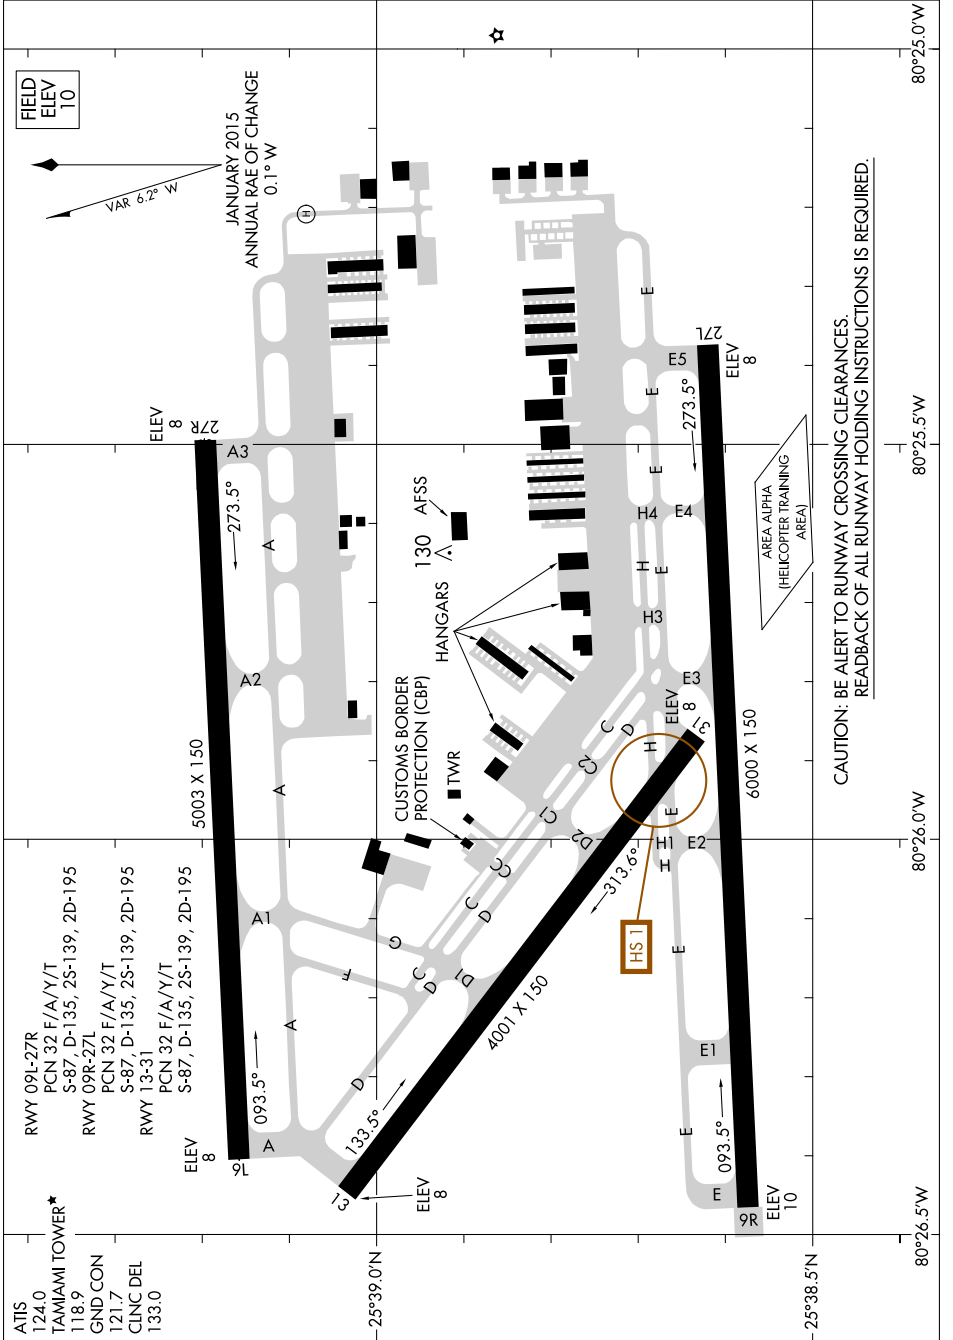 ATIS
124.0
TAMIAMI TOWER★
118.9
GND CON
121.7
CLNC DEL
133.0
RWY 09L-27R
PCN 32 F/A/Y/T
S-87, D-135, 2S-139, 2D-195
RWY 09R-27L
PCN 32 F/A/Y/T
S-87, D-135, 2S-139, 2D-195
RWY 13-31
PCN 32 F/A/Y/T
S-87, D-135, 2S-139, 2D-195
FIELD
ELEV
10
VAR 6.2° W
JANUARY 2015
ANNUAL RAE OF CHANGE
0.1° W
H
ELEV
8
9L
093.5°
5003 X 150
273.5°
27R
ELEV
8
A
A
A1
A
A2
A
A3
ELEV
8
13
133.5°
4001 X 150
313.6°
31
ELEV
8
D
F
G
C
D
D1
C
D
CC
C1
D2
C2
C
D
CUSTOMS BORDER
PROTECTION (CBP)
TWR
HANGARS
130
AFSS
HS 1
H
H1
H
H3
H
H4
E
E
E1
E
E2
E
E3
E
E4
E
E
E5
E
9R
ELEV
10
093.5°
6000 X 150
273.5°
27L
ELEV
8
AREA ALPHA
(HELICOPTER TRAINING
AREA)
CAUTION: BE ALERT TO RUNWAY CROSSING CLEARANCES.
READBACK OF ALL RUNWAY HOLDING INSTRUCTIONS IS REQUIRED.
25°39.0'N
25°38.5'N
80°26.5'W
80°26.0'W
80°25.5'W
80°25.0'W